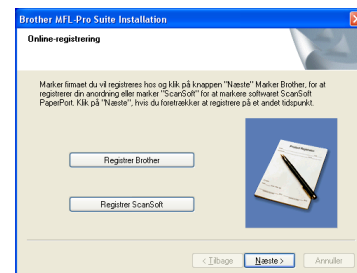 Brother MFL-Pro Suite Installation
Online-registrering
Marker firmaet du vil registreres hos og klik på knappen "Næste" Marker Brother, for at
registrerer din anordning eller marker "ScanSoft" for at markere softwaret ScanSoft
PaperPort. Klik på "Næste", hvis du foretrækker at registrere på et andet tidspunkt.
Registrer Brother
Registrer ScanSoft
< Tilbage
Næste >
Annuller